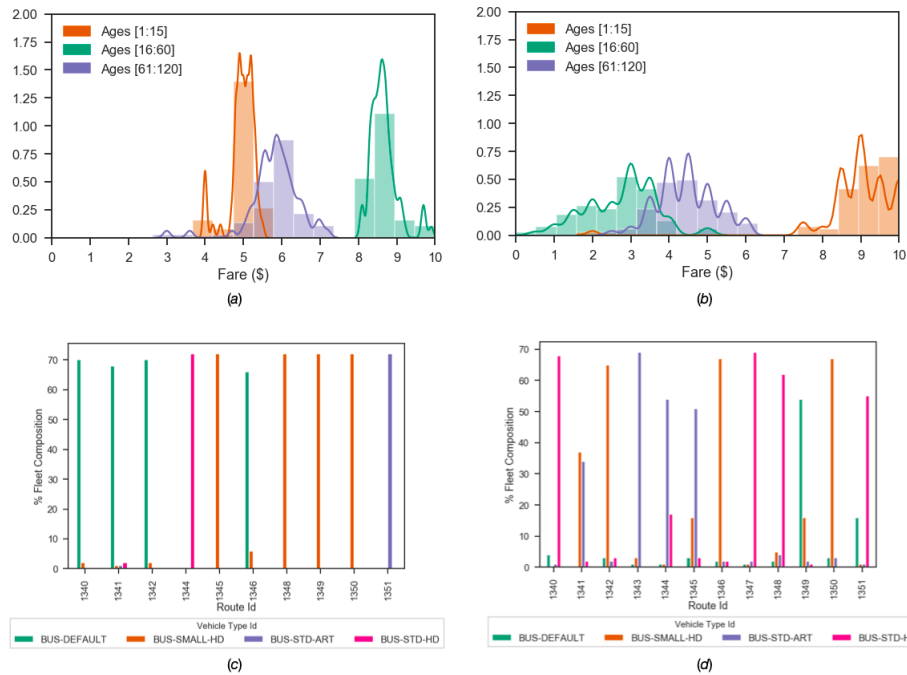 2.00
1.75
1.50
1.25
1.00
0.75
0.50
0.25
0.00
Ages [1:15]
Ages [16:60]
Ages [61:120]
0 1 2 3 4 5 6 7 8 9 10
Fare ($)
(a)
2.00
1.75
1.50
1.25
1.00
0.75
0.50
0.25
0.00
Ages [1:15]
Ages [16:60]
Ages [61:120]
0 1 2 3 4 5 6 7 8 9 10
Fare ($)
(b)
% Fleet Composition
70
60
50
40
30
20
10
0
1340 1341 1342 1344 1345 1346 1348 1349 1350 1351
Route Id
Vehicle Type Id
BUS-DEFAULT BUS-SMALL-HD BUS-STD-ART BUS-STD-HD
(c)
% Fleet Composition
70
60
50
40
30
20
10
0
1340 1341 1342 1343 1344 1345 1346 1347 1348 1349 1350 1351
Route Id
Vehicle Type Id
BUS-DEFAULT BUS-SMALL-HD BUS-STD-ART BUS-STD-H
(d)